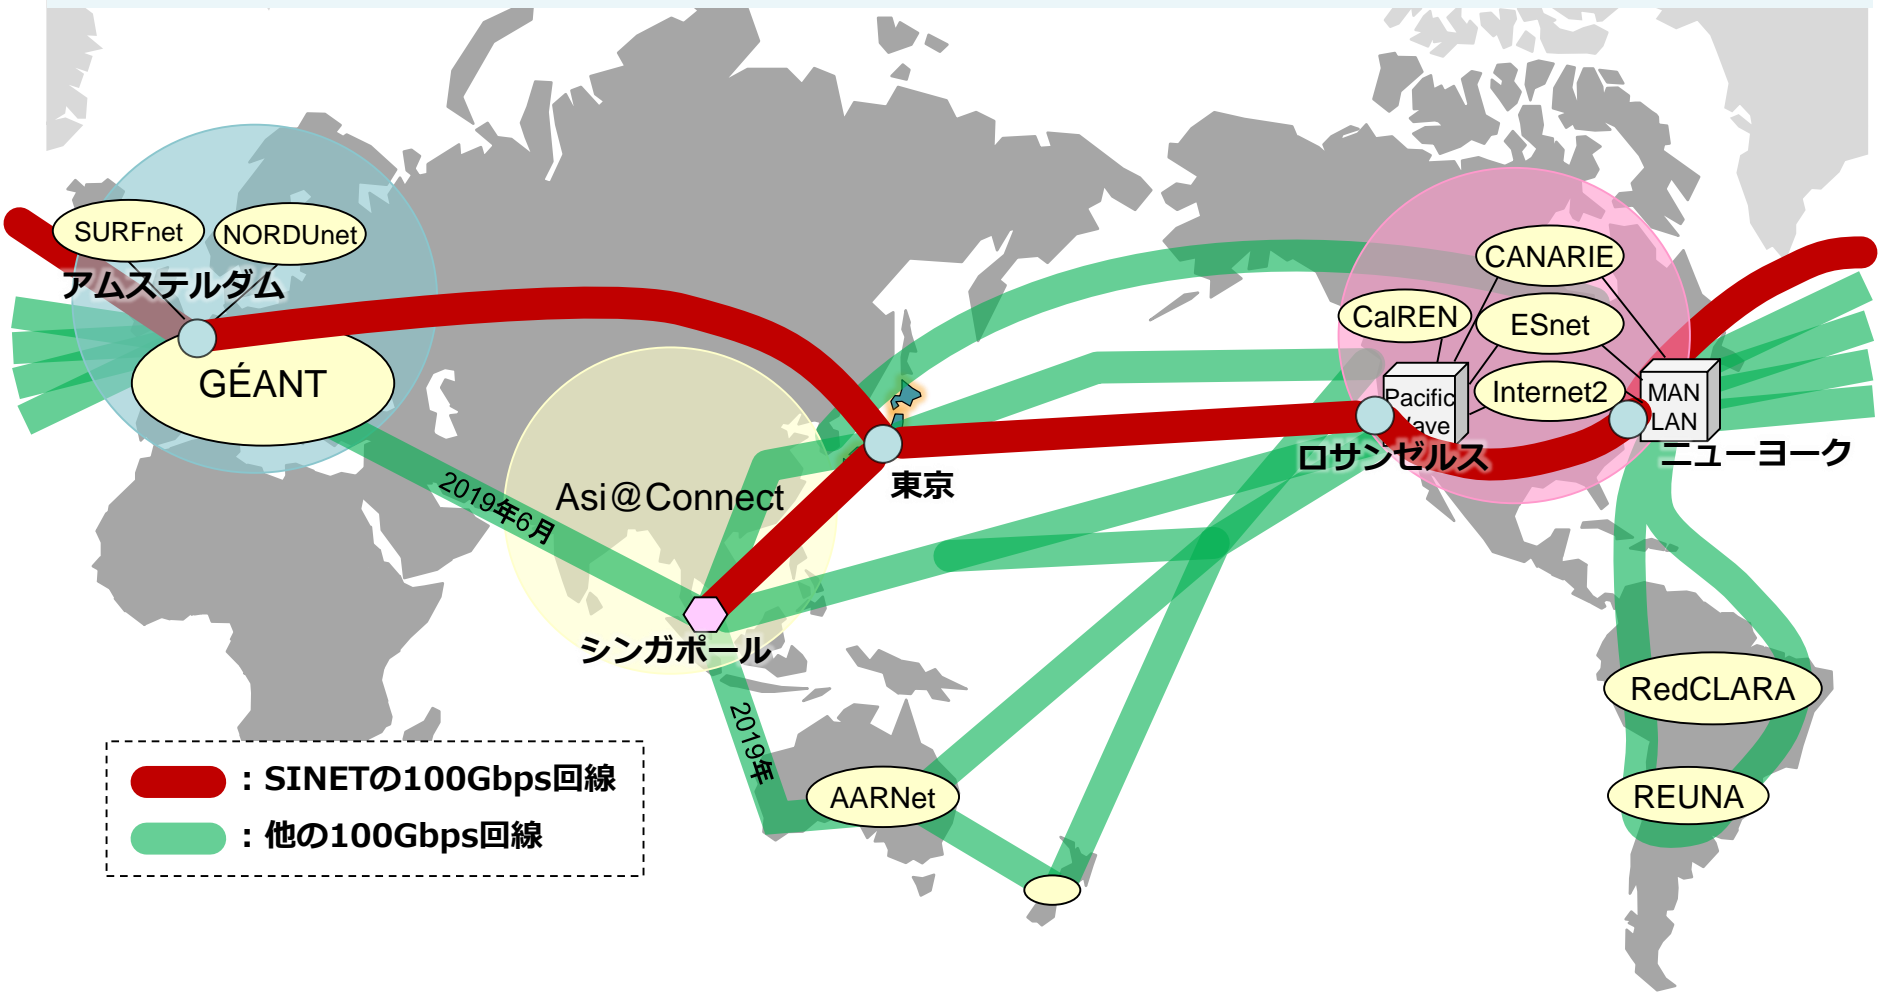 SURFnet
NORDUnet
アムステルダム
GÉANT
2019年6月
Asi@Connect
シンガポール
2019年
東京
AARNet
CANARIE
CalREN
ESnet
Internet2
Pacific
Wave
ロサンゼルス
MAN
LAN
ニューヨーク
RedCLARA
REUNA
：SINETの100Gbps回線
：他の100Gbps回線